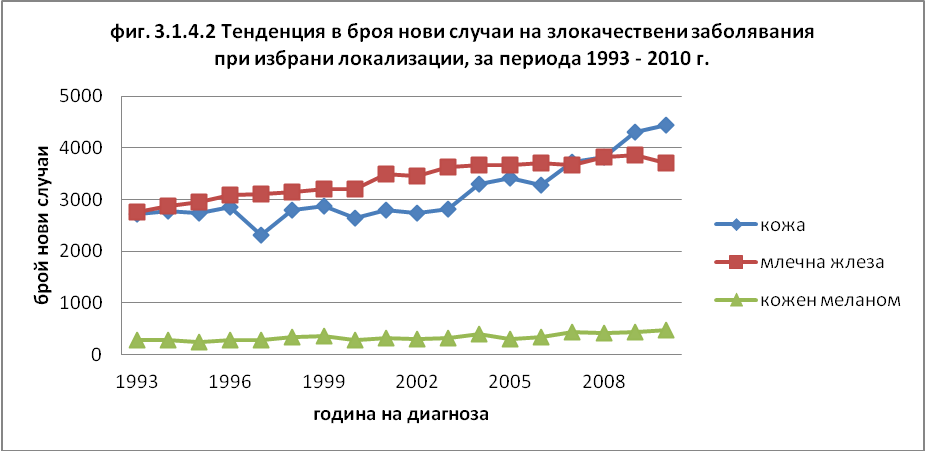 фиг. 3.1.4.2 Тенденция в броя нови случаи на злокачествени заболявания
при избрани локализации, за периода 1993 - 2010 г.
5000
4000
3000
2000
1000
0
брой нови случаи
1993
1996
1999
2002
2005
2008
година на диагноза
кожа
млечна жлеза
кожен меланом